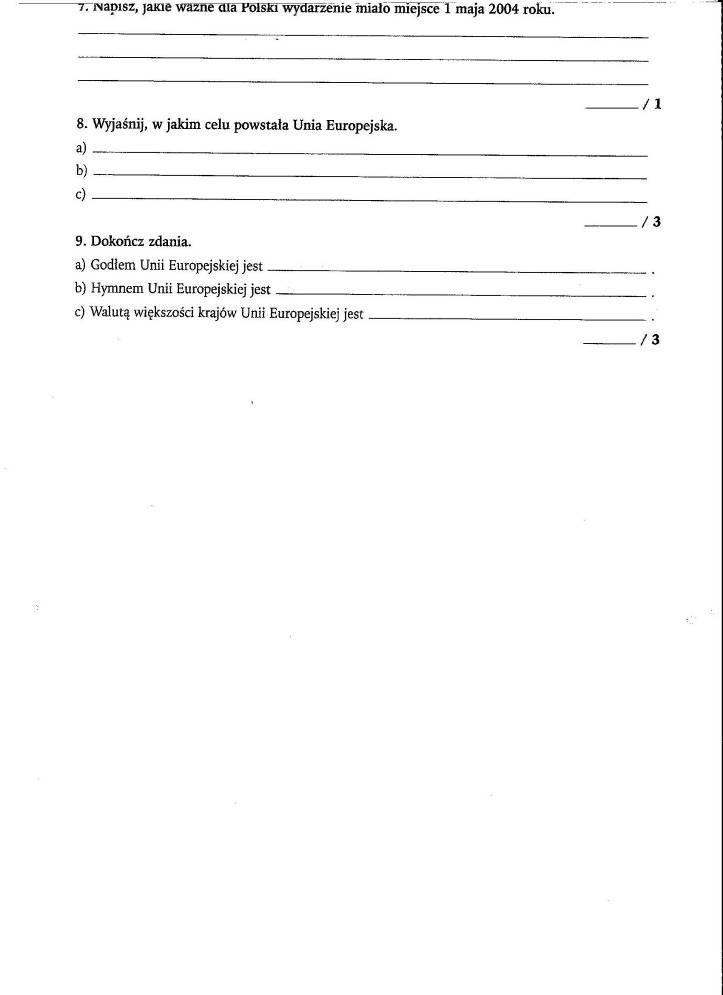 7. Napisz, jakie ważne dla Polski wydarzenie miało miejsce 1 maja 2004 roku.
/ 1
8. Wyjaśnij, w jakim celu powstała Unia Europejska.
a)
b)
c)
/ 3
9. Dokończ zdania.
a) Godłem Unii Europejskiej jest .
b) Hymnem Unii Europejskiej jest .
c) Walutą większości krajów Unii Europejskiej jest .
/ 3